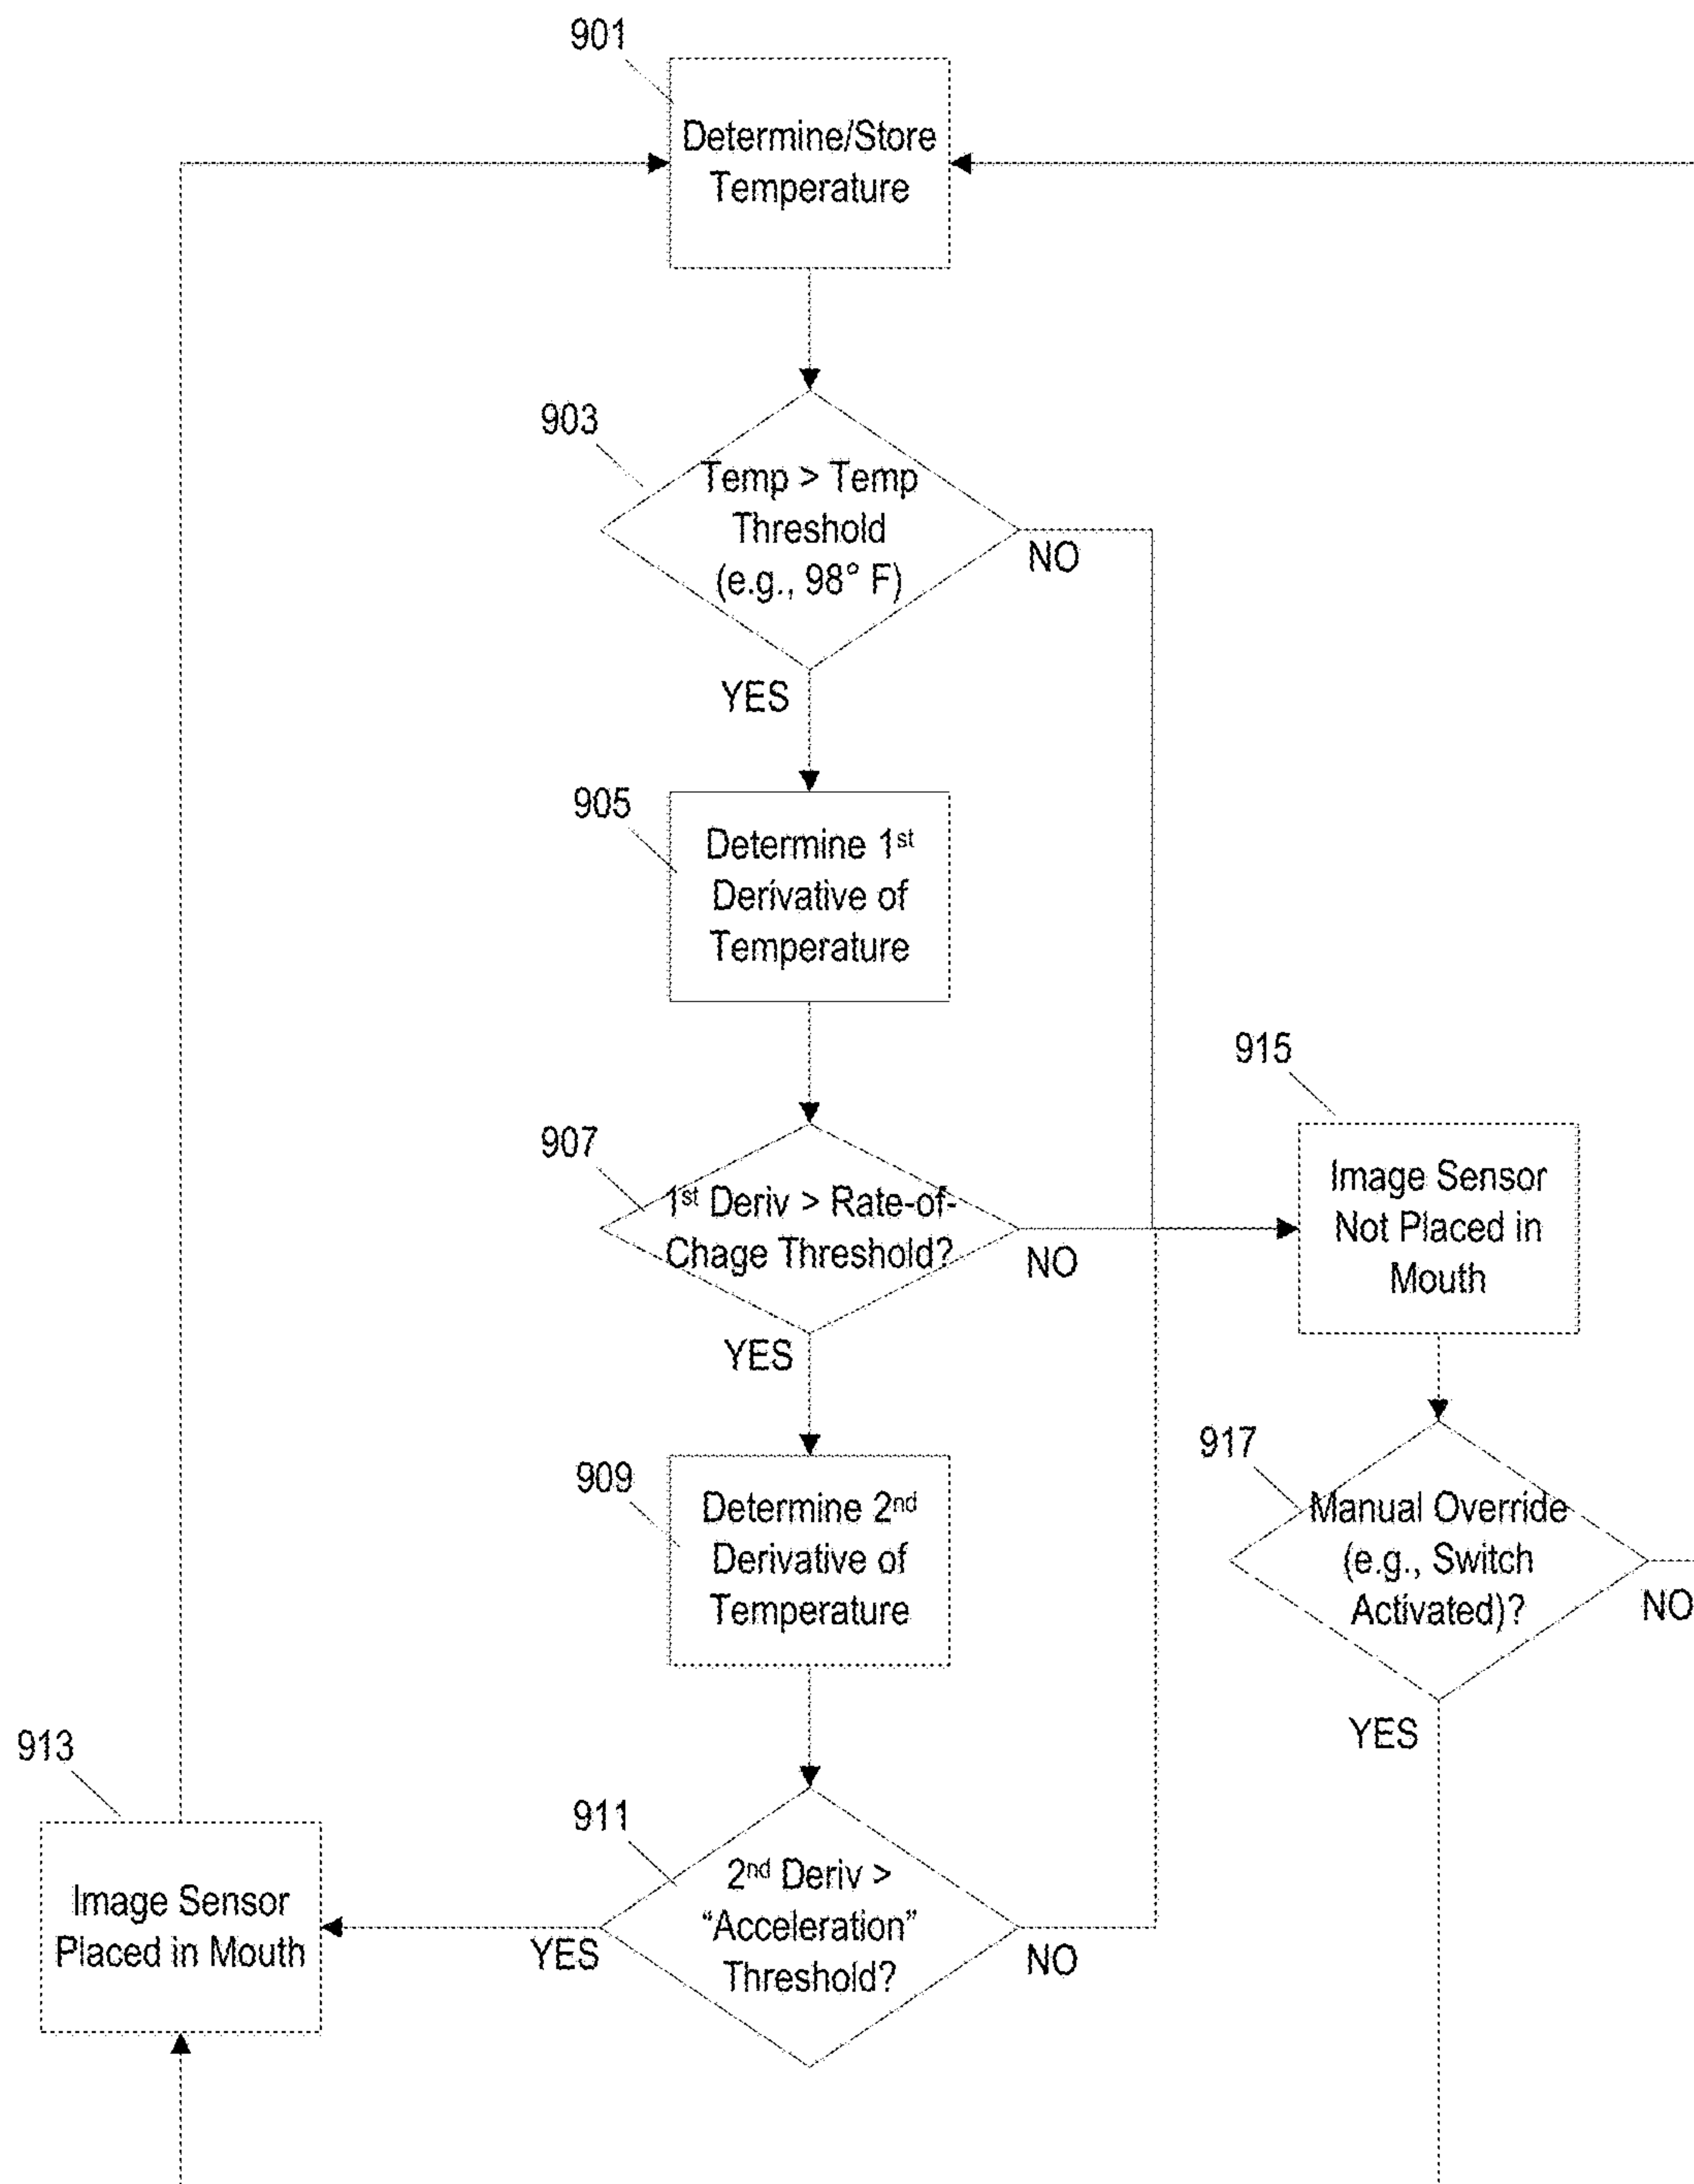 901
Determine/Store
Temperature
903
Temp > Temp
Threshold
(e.g., 98° F)
NO
YES
905
Determine 1st
Derivative of
Temperature
907
1st Deriv > Rate-of-
Chage Threshold?
NO
YES
915
Image Sensor
Not Placed in
Mouth
909
Determine 2nd
Derivative of
Temperature
917
Manual Override
(e.g., Switch
Activated)?
NO
YES
913
Image Sensor
Placed in Mouth
911
2nd Deriv >
“Acceleration”
Threshold?
YES
NO